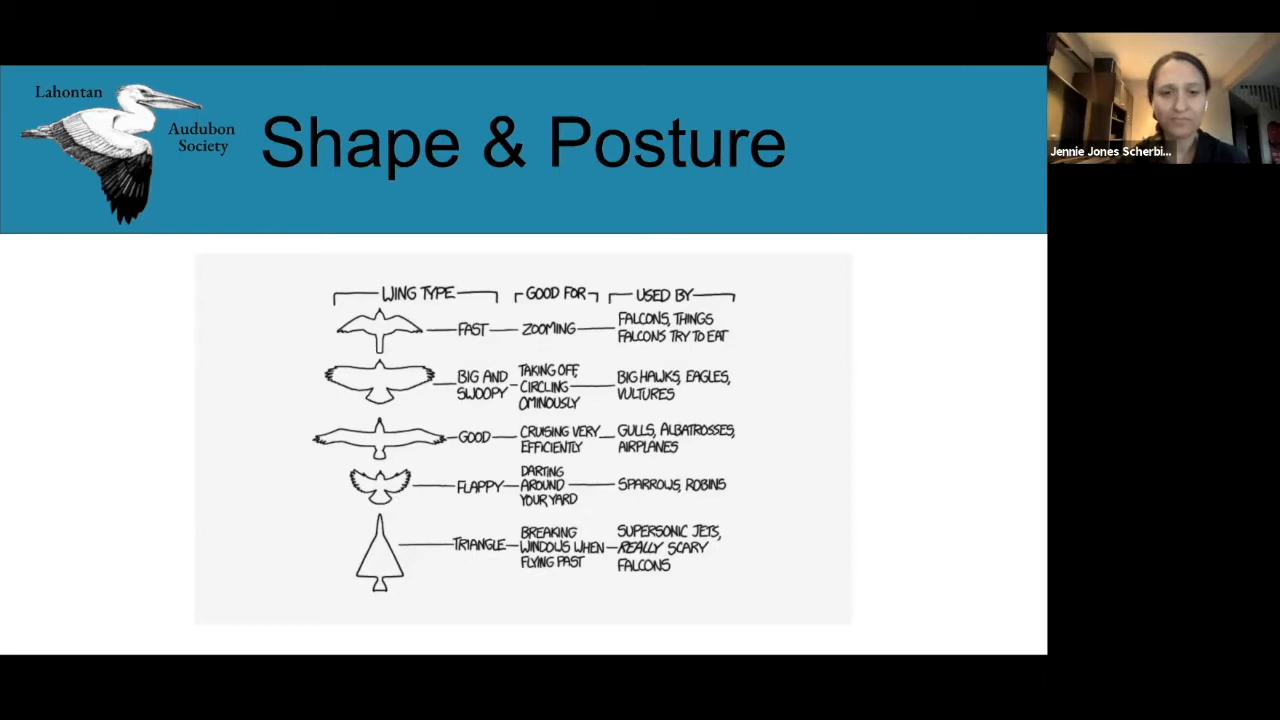 Lahontan
Audubon
Society
Shape & Posture
Jennie Jones Scherbi...
WING TYPE
GOOD FOR
USED BY
FAST
ZOOMING
FALCONS, THINGS
FALCONS TRY TO EAT
BIG AND
SWOOPY
TAKING OFF,
CIRCLING
OMINOUSLY
BIG HAWKS, EAGLES,
VULTURES
GOOD
CRUISING VERY
EFFICIENTLY
GULLS, ALBATROSSES,
AIRPLANES
FLAPPY
DARTING
AROUND
YOUR YARD
SPARROWS, ROBINS
TRIANGLE
BREAKING
WINDOWS WHEN
FLYING PAST
SUPERSONIC JETS,
REALLY SCARY
FALCONS